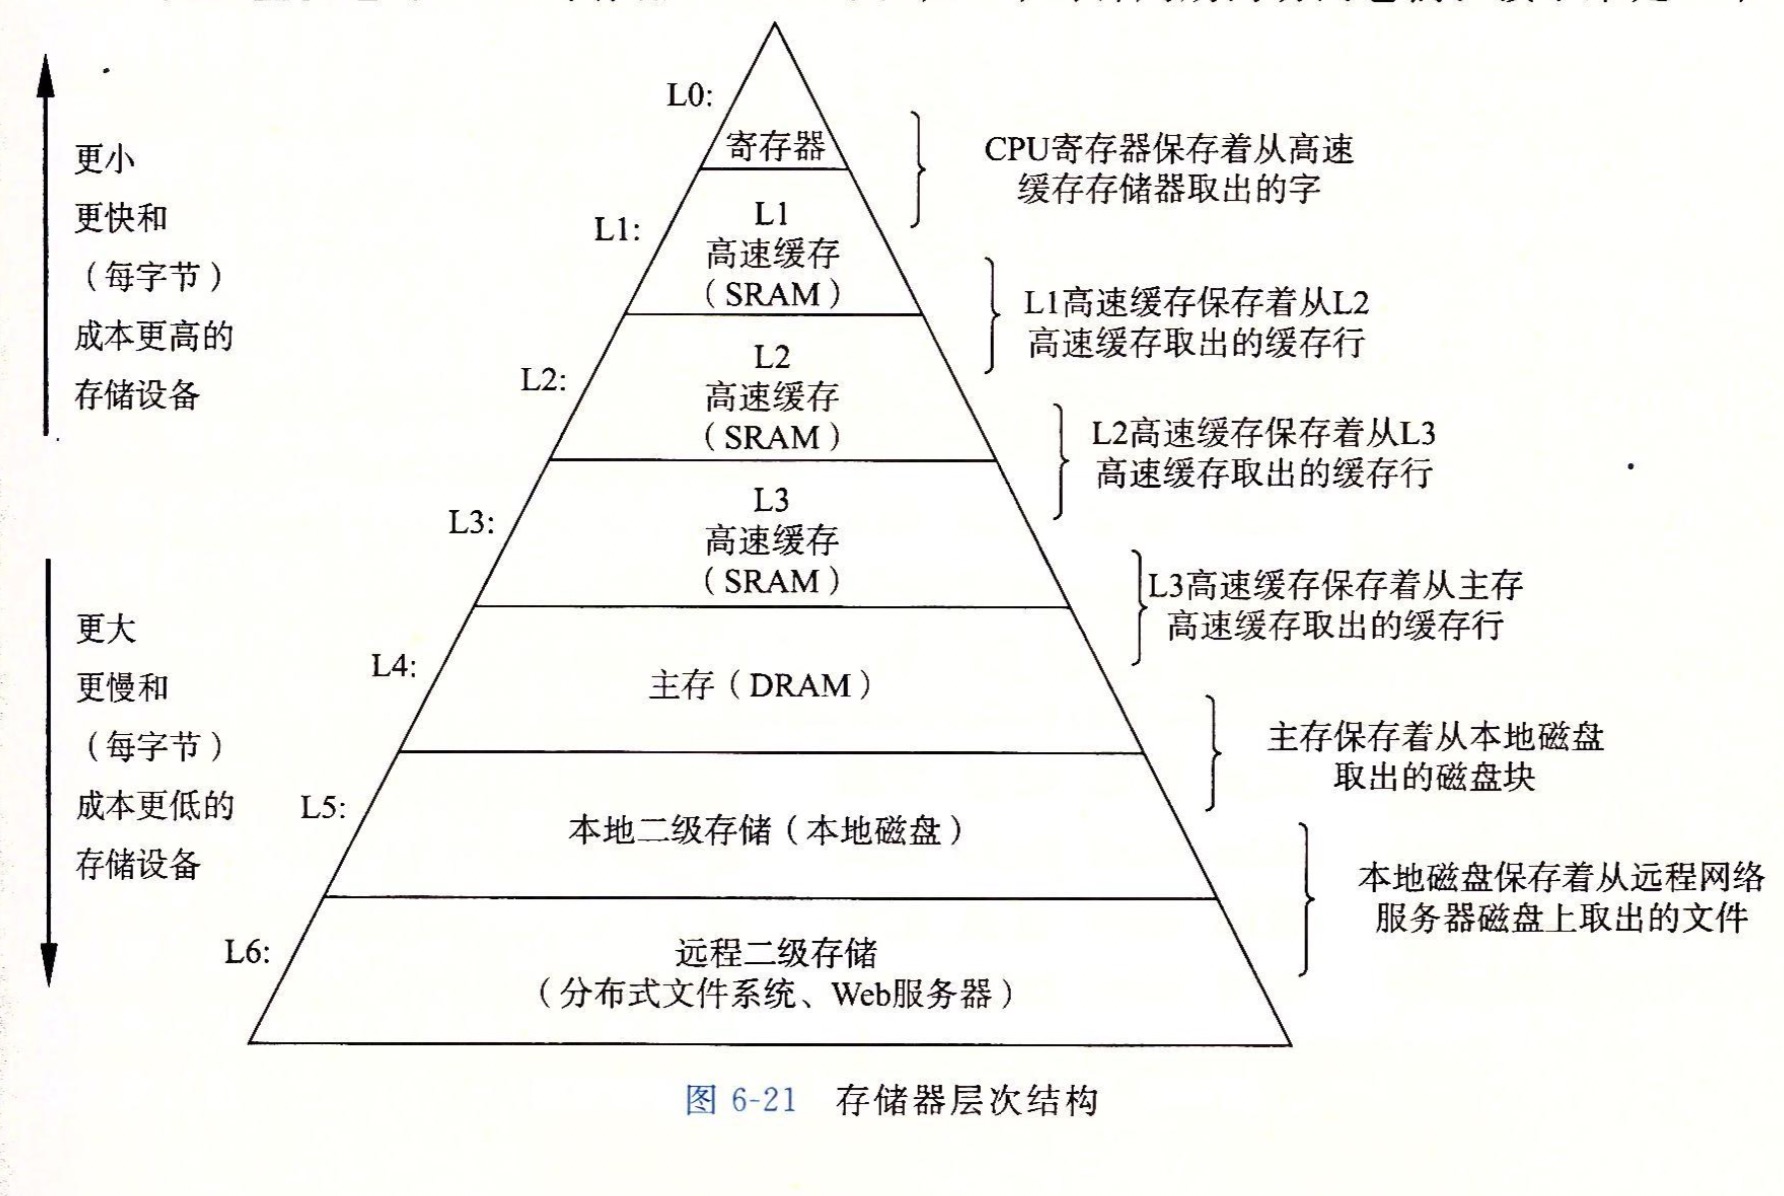 L0:
寄存器
CPU寄存器保存着从高速
缓存存储器取出的字
更小
更快和
（每字节）
成本更高的
存储设备
L1:
L1
高速缓存
（SRAM）
L1高速缓存保存着从L2
高速缓存取出的缓存行
L2:
L2
高速缓存
（SRAM）
L2高速缓存保存着从L3
高速缓存取出的缓存行
L3:
L3
高速缓存
（SRAM）
L3高速缓存保存着从主存
高速缓存取出的缓存行
更大
更慢和
（每字节）
成本更低的
存储设备
L4:
主存（DRAM）
主存保存着从本地磁盘
取出的磁盘块
L5:
本地二级存储（本地磁盘）
本地磁盘保存着从远程网络
服务器磁盘上取出的文件
L6:
远程二级存储
（分布式文件系统、Web服务器）
图 6-21 存储器层次结构